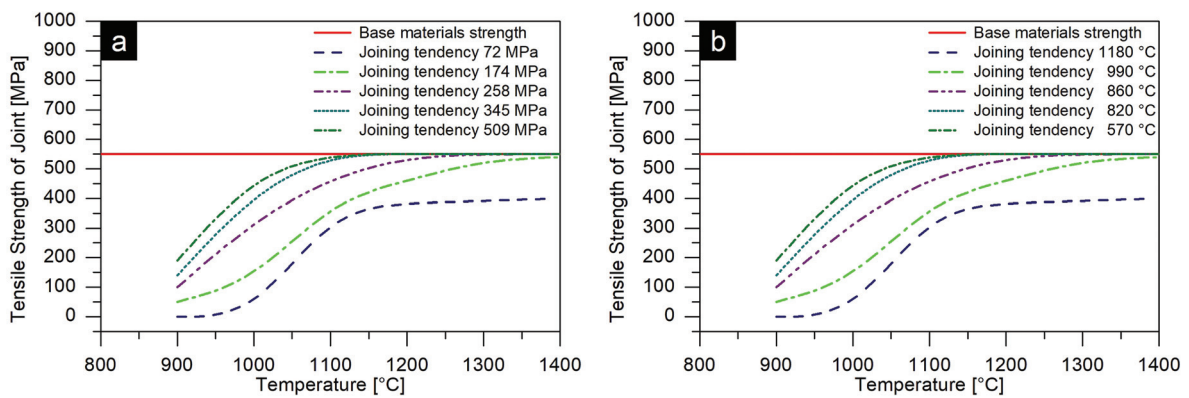 a
Base materials strength
Joining tendency 72 MPa
Joining tendency 174 MPa
Joining tendency 258 MPa
Joining tendency 345 MPa
Joining tendency 509 MPa
Tensile Strength of Joint [MPa]
1000
900
800
700
600
500
400
300
200
100
0
800 900 1000 1100 1200 1300 1400
Temperature [°C]
b
Base materials strength
Joining tendency 1180 °C
Joining tendency 990 °C
Joining tendency 860 °C
Joining tendency 820 °C
Joining tendency 570 °C
Tensile Strength of Joint [MPa]
1000
900
800
700
600
500
400
300
200
100
0
800 900 1000 1100 1200 1300 1400
Temperature [°C]